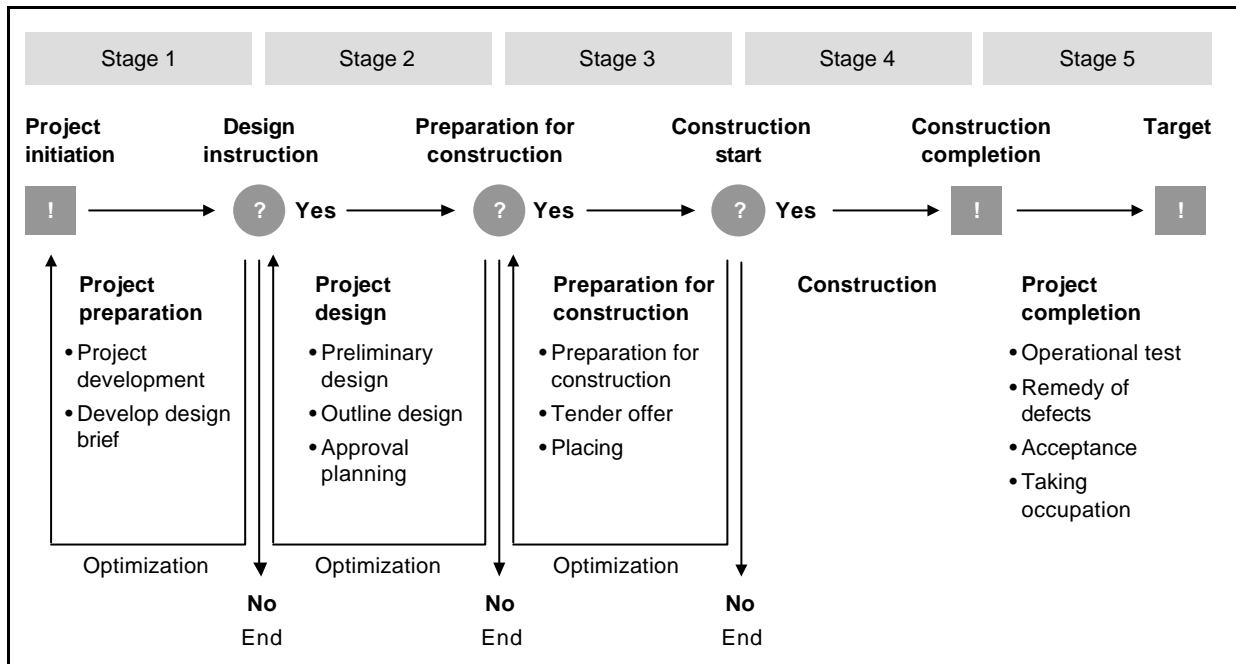 Stage 1
Stage 2
Stage 3
Stage 4
Stage 5
Project
initiation
Design
instruction
Preparation for
construction
Construction
start
Construction
completion
Target
!
?
Yes
?
Yes
?
Yes
!
!
Project
preparation
• Project
development
• Develop design
brief
Project
design
• Preliminary
design
• Outline design
• Approval
planning
Preparation for
construction
• Preparation for
construction
• Tender offer
• Placing
Construction
Project
completion
• Operational test
• Remedy of
defects
• Acceptance
• Taking
occupation
Optimization
Optimization
Optimization
No
End
No
End
No
End